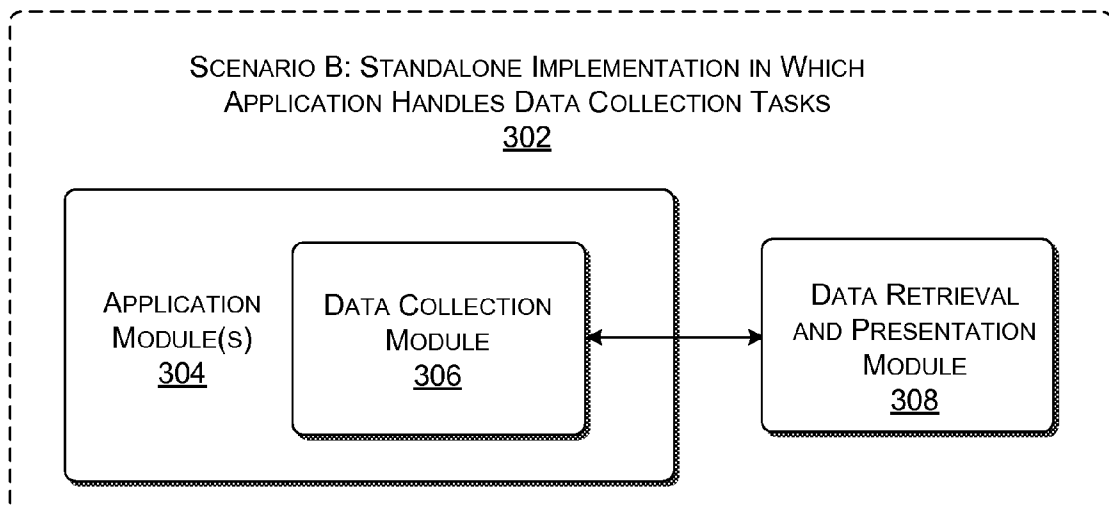 SCENARIO B: STANDALONE IMPLEMENTATION IN WHICH
APPLICATION HANDLES DATA COLLECTION TASKS
302
APPLICATION
MODULE(S)
304
DATA COLLECTION
MODULE
306
DATA RETRIEVAL
AND PRESENTATION
MODULE
308